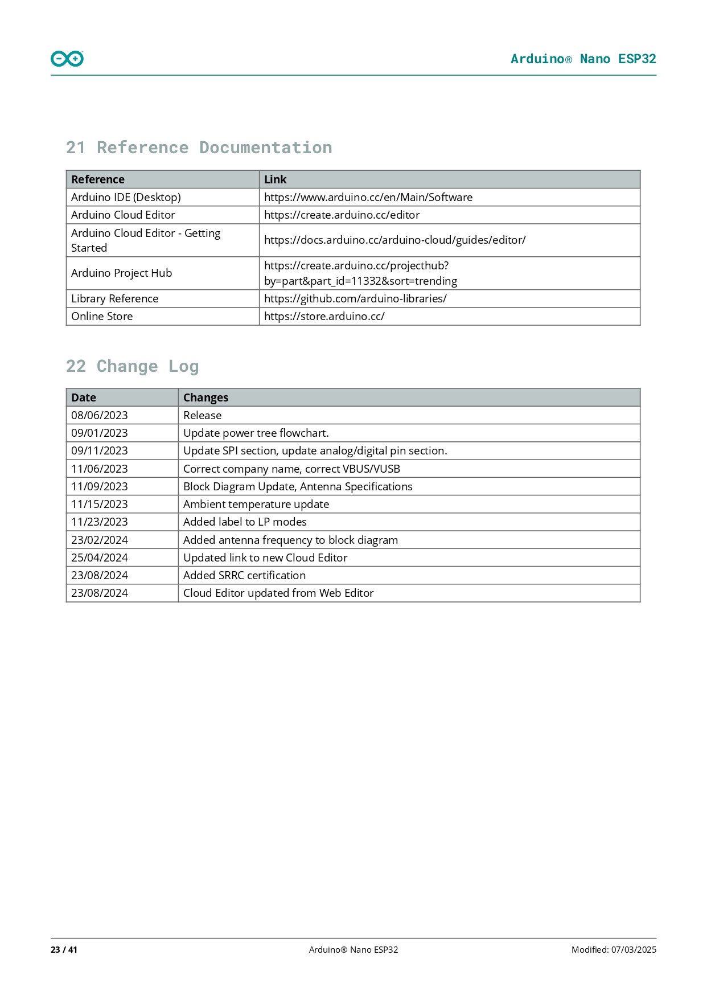 Arduino® Nano ESP32
21 Reference Documentation
Reference Link
Arduino IDE (Desktop) https://www.arduino.cc/en/Main/Software
Arduino Cloud Editor https://create.arduino.cc/editor
Arduino Cloud Editor - Getting
Started
https://docs.arduino.cc/arduino-cloud/guides/editor/
Arduino Project Hub
https://create.arduino.cc/projecthub?
by=part&part_id=11332&sort=trending
Library Reference https://github.com/arduino-libraries/
Online Store https://store.arduino.cc/
22 Change Log
Date Changes
08/06/2023 Release
09/01/2023 Update power tree flowchart.
09/11/2023 Update SPI section, update analog/digital pin section.
11/06/2023 Correct company name, correct VBUS/VUSB
11/09/2023 Block Diagram Update, Antenna Specifications
11/15/2023 Ambient temperature update
11/23/2023 Added label to LP modes
23/02/2024 Added antenna frequency to block diagram
25/04/2024 Updated link to new Cloud Editor
23/08/2024 Added SRRC certification
23/08/2024 Cloud Editor updated from Web Editor
23 / 41 Arduino® Nano ESP32 Modified: 07/03/2025